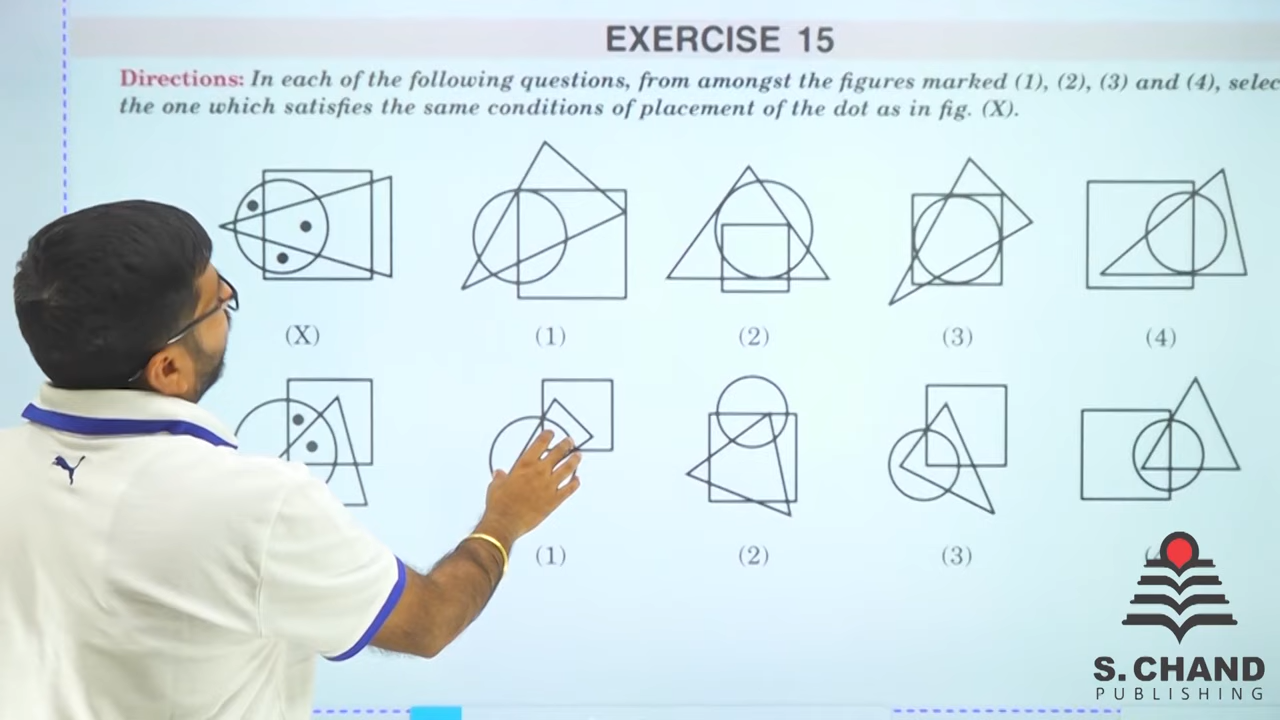 EXERCISE 15
Directions: In each of the following questions, from amongst the figures marked (1), (2), (3) and (4), selec
the one which satisfies the same conditions of placement of the dot as in fig. (X).
(X) (1) (2) (3) (4)
(1) (2) (3)
S. CHAND
PUBLISHING